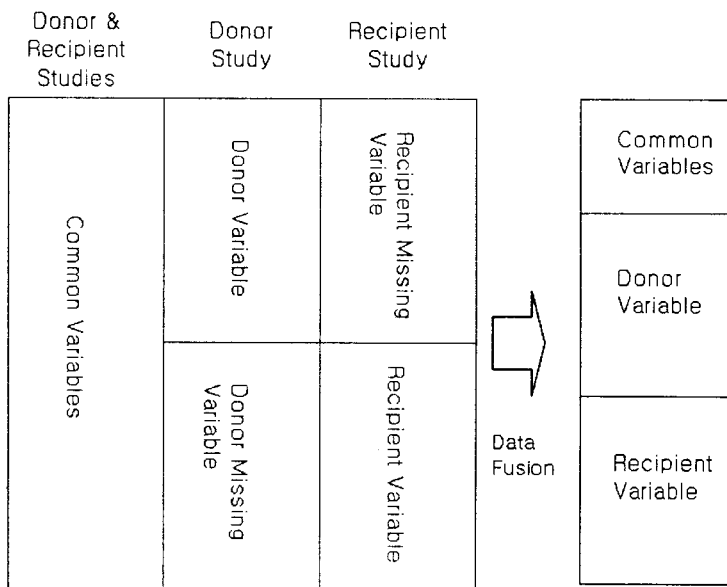 Donor &
Recipient
Studies
Donor
Study
Recipient
Study
Common Variables
Donor Variable
Recipient Missing
Variable
Donor Missing
Variable
Recipient Variable
Data
Fusion
Common
Variables
Donor
Variable
Recipient
Variable